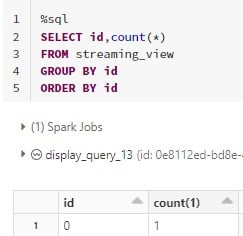 1 %sql
2 SELECT id,count(*)
3 FROM streaming_view
4 GROUP BY id
5 ORDER BY id
(1) Spark Jobs
display_query_13 (id: 0e8112ed-bd8e-
id count(1)
1 0 1